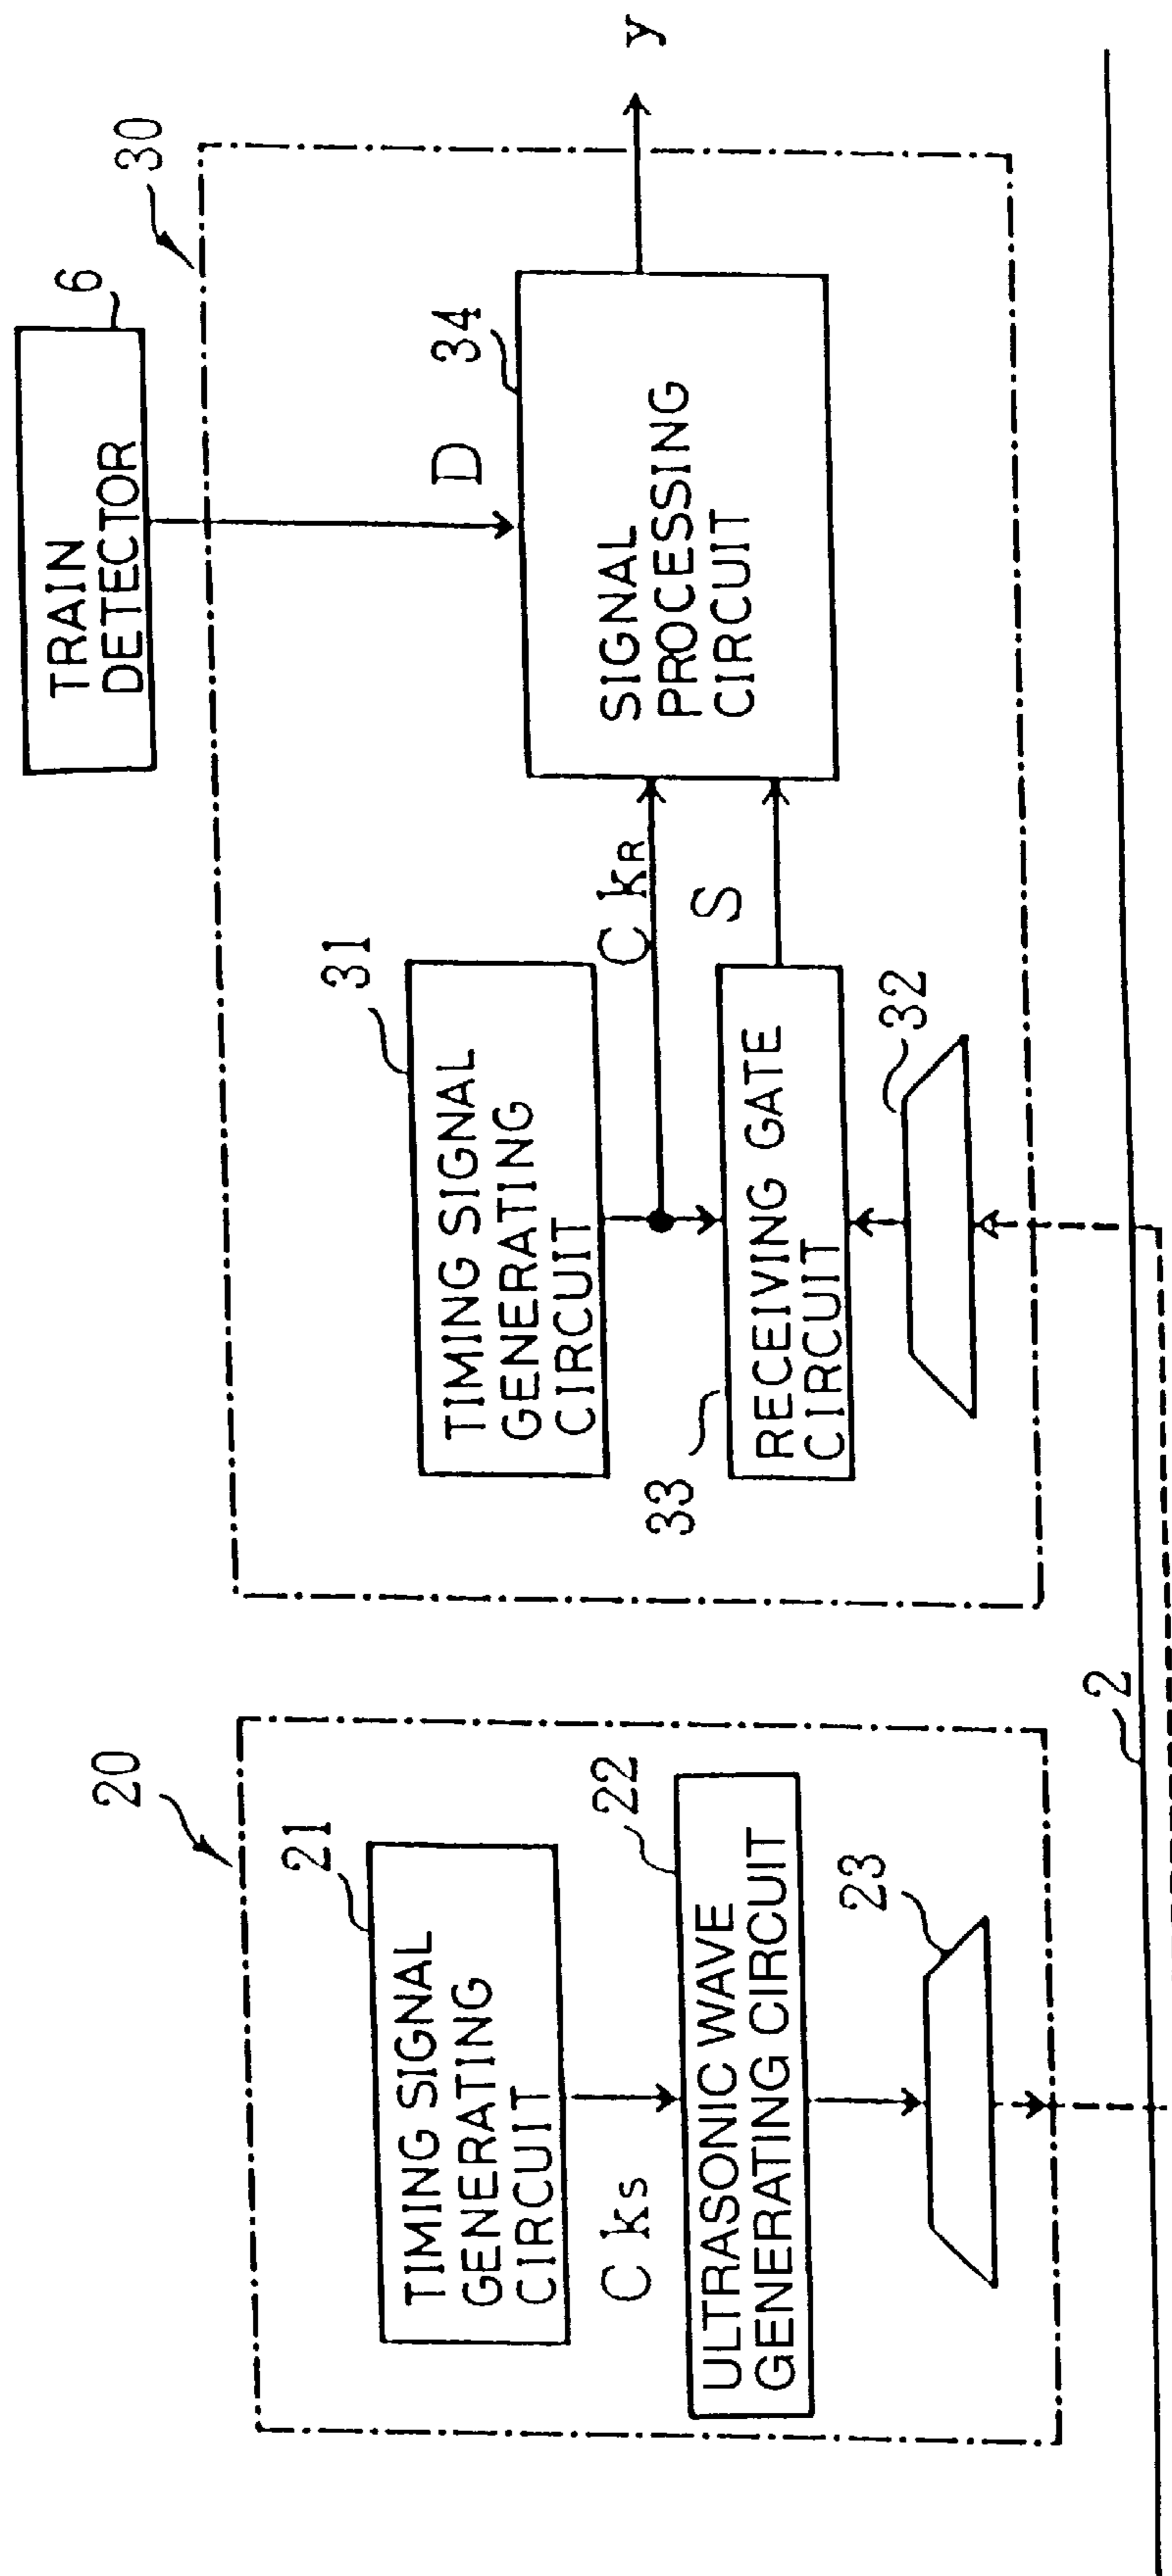 TRAIN
DETECTOR
6
30
D
34
SIGNAL
PROCESSING
CIRCUIT
y
31
TIMING SIGNAL
GENERATING
CIRCUIT
CkR
S
33
RECEIVING GATE
CIRCUIT
32
20
21
TIMING SIGNAL
GENERATING
CIRCUIT
Cks
22
ULTRASONIC WAVE
GENERATING CIRCUIT
23
2